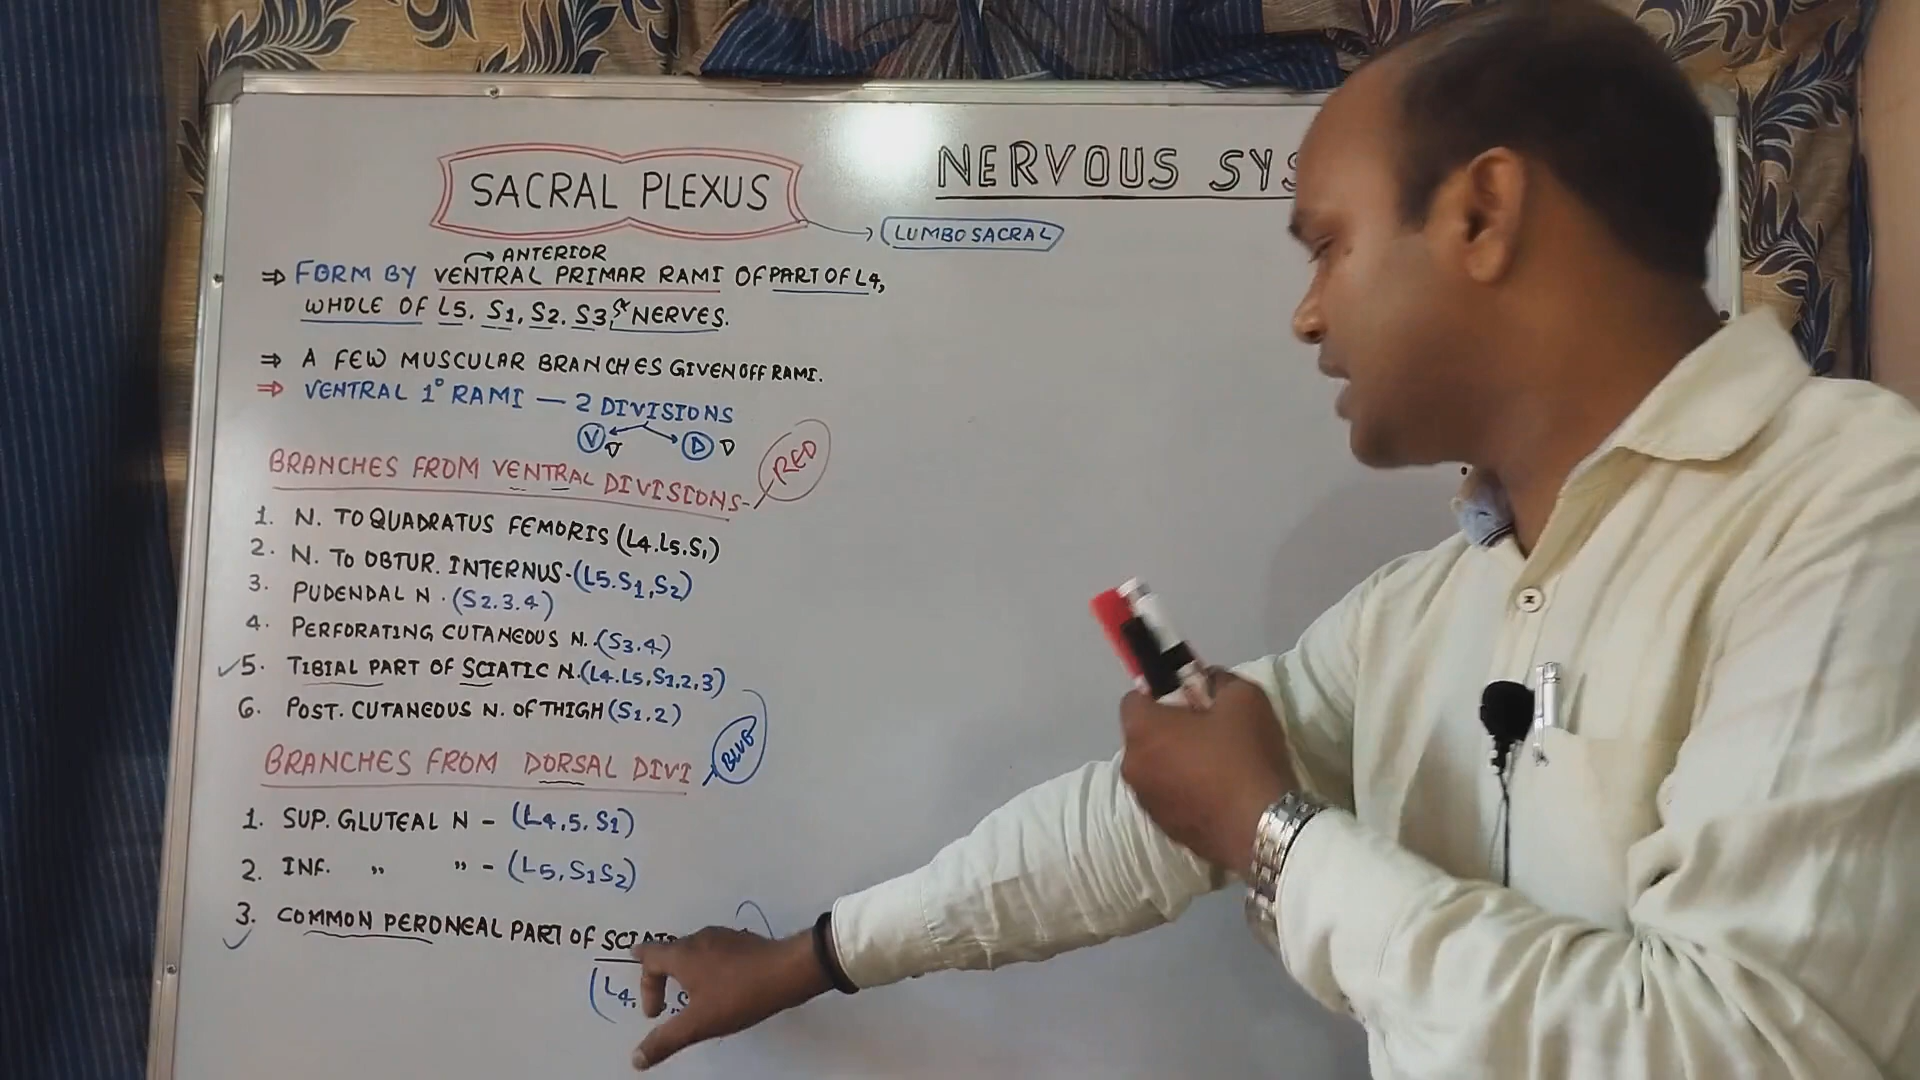 SACRAL PLEXUS
NERVOUS SYS
LUMBOSACRAL
ANTERIOR
⇒ FORM BY VENTRAL PRIMAR RAMI OF PART OF L4,
WHOLE OF L5, S1, S2, S3, NERVES.
⇒ A FEW MUSCULAR BRANCHES GIVEN OFF RAMI.
⇒ VENTRAL 1° RAMI — 2 DIVISIONS
V D D
BRANCHES FROM VENTRAL DIVISIONS-
RED
1. N. TO QUADRATUS FEMORIS (L4.L5.S1)
2. N. TO OBTUR. INTERNUS-(L5.S1,S2)
3. PUDENDAL N. (S2.3.4)
4. PERFORATING CUTANEOUS N. (S3.4)
✓5. TIBIAL PART OF SCIATIC N.(L4.L5,S1,2,3)
6. POST. CUTANEOUS N. OF THIGH (S1,2)
BRANCHES FROM DORSAL DIVI
BLUE
1. SUP. GLUTEAL N - (L4,5,S1)
2. INF. " " - (L5,S1S2)
3. COMMON PERONEAL PART OF SCIATI
(L4,